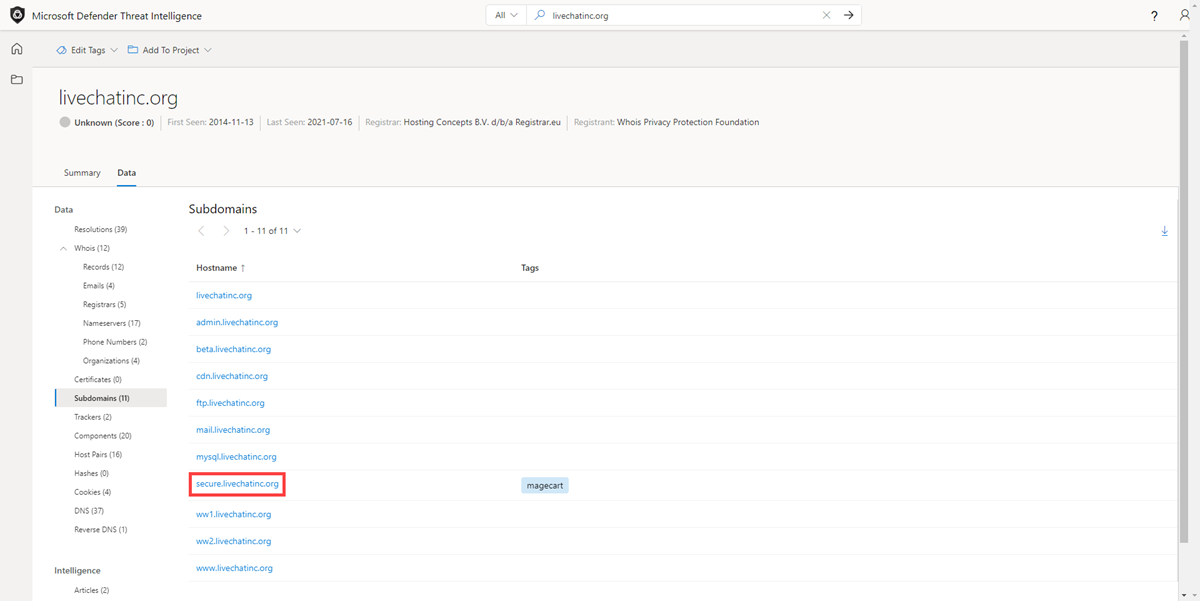 Microsoft Defender Threat Intelligence All livechatinc.org ?
Edit Tags Add To Project
livechatinc.org
Unknown (Score : 0) First Seen: 2014-11-13 Last Seen: 2021-07-16 Registrar: Hosting Concepts B.V. d/b/a Registrar.eu Registrant: Whois Privacy Protection Foundation
Summary Data
Data
Resolutions (39)
Whois (12)
Records (12)
Emails (4)
Registrars (5)
Nameservers (17)
Phone Numbers (2)
Organizations (4)
Certificates (0)
Subdomains (11)
Trackers (2)
Components (20)
Host Pairs (16)
Hashes (0)
Cookies (4)
DNS (37)
Reverse DNS (1)
Intelligence
Articles (2)
Subdomains
1 - 11 of 11
Hostname ↑ Tags
livechatinc.org
admin.livechatinc.org
beta.livechatinc.org
cdn.livechatinc.org
ftp.livechatinc.org
mail.livechatinc.org
mysql.livechatinc.org
secure.livechatinc.org magecart
ww1.livechatinc.org
ww2.livechatinc.org
www.livechatinc.org